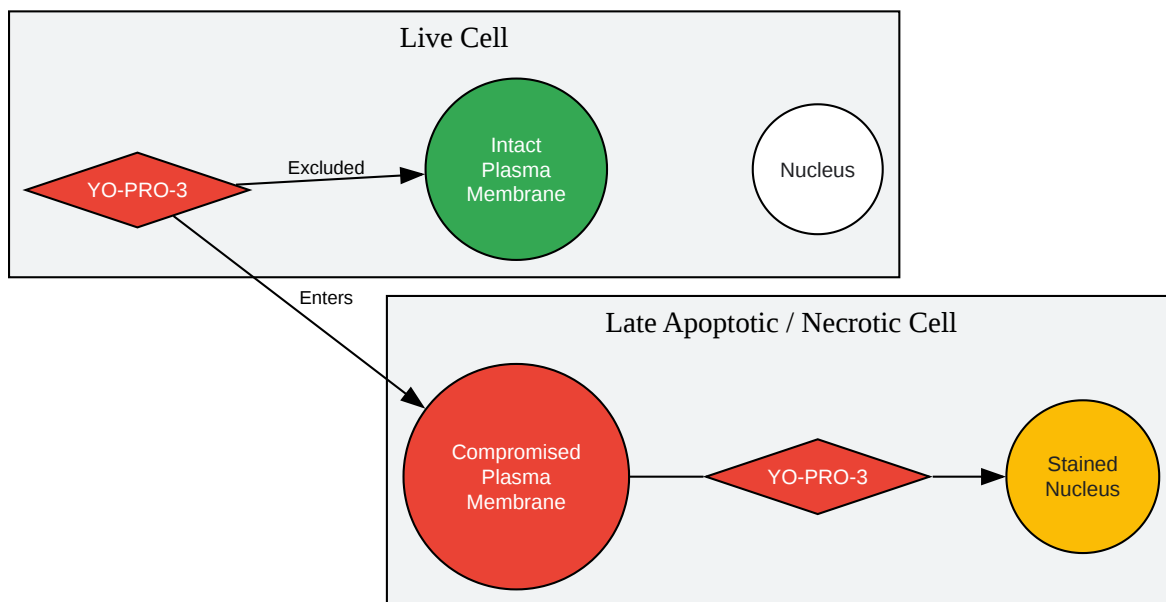 Live Cell
YO-PRO-3
Excluded
Intact
Plasma
Membrane
Nucleus
Enters
Late Apoptotic / Necrotic Cell
Compromised
Plasma
Membrane
YO-PRO-3
Stained
Nucleus